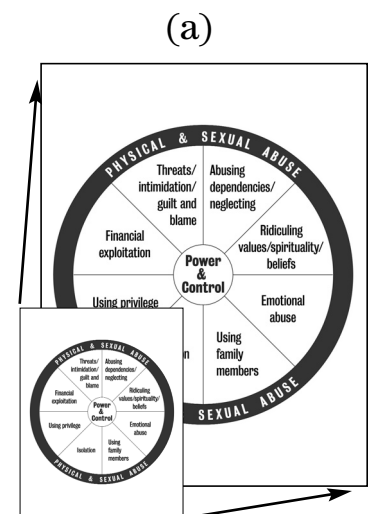 (a)
PHYSICAL & SEXUAL ABUSE
Threats/
intimidation/
guilt and
blame
Abusing
dependencies/
neglecting
Ridiculing
values/spirituality/
beliefs
Financial
exploitation
Power
&
Control
Emotional
abuse
Using privilege
n
Using
family
members
SEXUAL ABUSE
PHYSICAL & SEXUAL ABUSE
Threats/
intimidation/
guilt and
blame
Abusing
dependencies/
neglecting
Ridiculing
values/spirituality/
beliefs
Financial
exploitation
Power
&
Control
Using privilege
Emotional
abuse
Isolation
Using
family
members
PHYSICAL & SEXUAL ABUSE